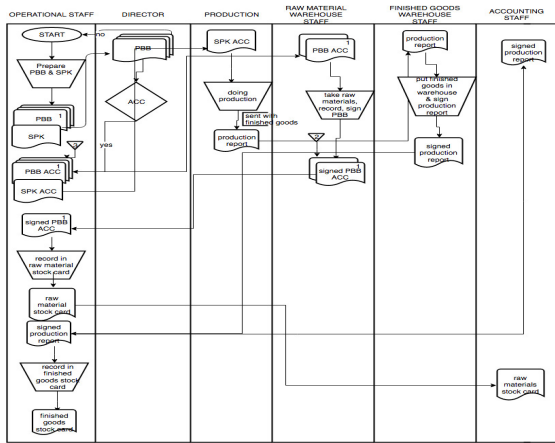 OPERATIONAL STAFF
DIRECTOR
PRODUCTION
RAW MATERIAL
WAREHOUSE
STAFF
FINISHED GOODS
WAREHOUSE
STAFF
ACCOUNTING
STAFF
START
no
PBB
SPK ACC
PBB ACC
1
production
report
signed
production
report
Prepare
PBB & SPK
PBB
1
SPK
ACC
doing
production
take raw
materials,
record, sign
PBB
put finished
goods in
warehouse
& sign
production
report
sent with
finished goods
production
report
yes
signed
production
report
PBB ACC
1
SPK ACC
signed PBB
ACC
1
signed PBB
ACC
1
record in
raw material
stock card
raw
material
stock card
signed
production
report
record in
finished
goods stock
card
raw
materials
stock card
finished
goods
stock card